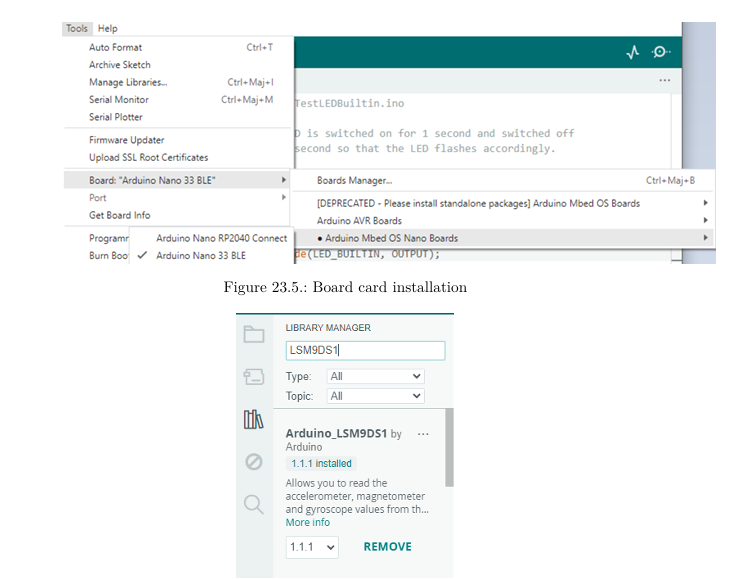 Tools Help
Auto Format Ctrl+T
Archive Sketch
Manage Libraries... Ctrl+Maj+I
Serial Monitor Ctrl+Maj+M
Serial Plotter
Firmware Updater
Upload SSL Root Certificates
Board: "Arduino Nano 33 BLE"
Port
Get Board Info
Burn Boo
TestLEDBuiltin.ino
D is switched on for 1 second and switched off
second so that the LED flashes accordingly.
Boards Manager... Ctrl+Maj+B
[DEPRECATED - Please install standalone packages] Arduino Mbed OS Boards
Arduino AVR Boards
● Arduino Mbed OS Nano Boards
Arduino Nano RP2040 Connect
✓ Arduino Nano 33 BLE
de(LED_BUILTIN, OUTPUT);
Figure 23.5.: Board card installation
LIBRARY MANAGER
LSM9DS1
Type: All
Topic: All
Arduino_LSM9DS1 by ...
Arduino
1.1.1 installed
Allows you to read the
accelerometer, magnetometer
and gyroscope values from th...
More info
1.1.1 REMOVE